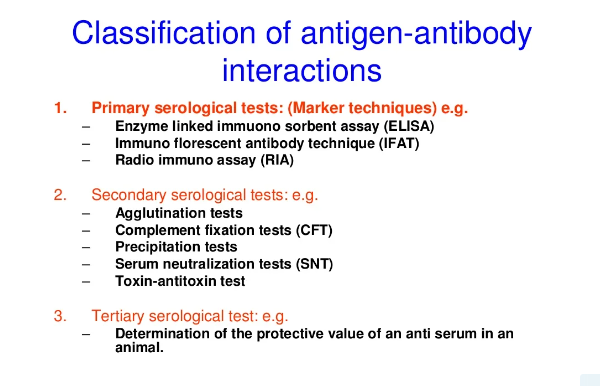 Classification of antigen-antibody
interactions
1. Primary serological tests: (Marker techniques) e.g.
– Enzyme linked immuono sorbent assay (ELISA)
– Immuno florescent antibody technique (IFAT)
– Radio immuno assay (RIA)
2. Secondary serological tests: e.g.
– Agglutination tests
– Complement fixation tests (CFT)
– Precipitation tests
– Serum neutralization tests (SNT)
– Toxin-antitoxin test
3. Tertiary serological test: e.g.
– Determination of the protective value of an anti serum in an
animal.